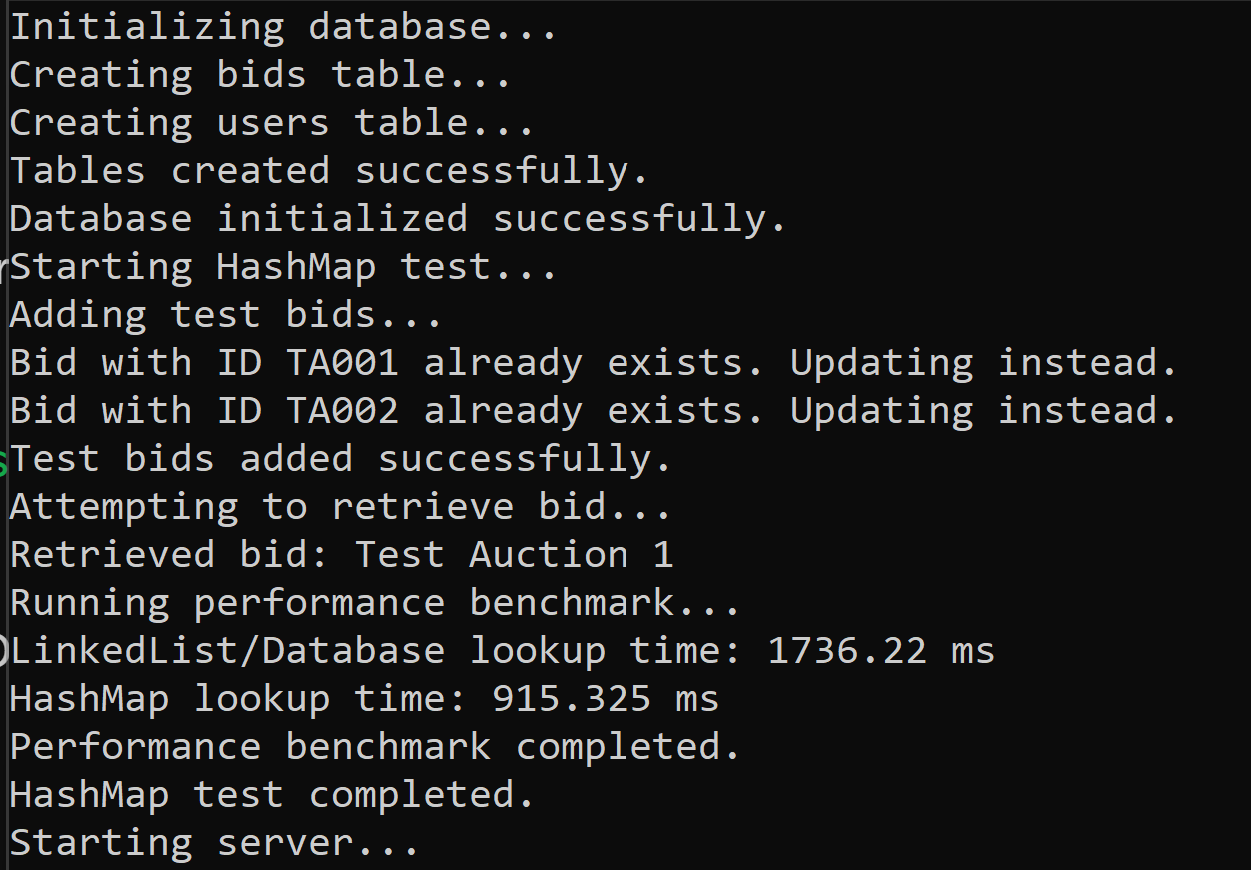 Initializing database...
Creating bids table...
Creating users table...
Tables created successfully.
Database initialized successfully.
Starting HashMap test...
Adding test bids...
Bid with ID TA001 already exists. Updating instead.
Bid with ID TA002 already exists. Updating instead.
Test bids added successfully.
Attempting to retrieve bid...
Retrieved bid: Test Auction 1
Running performance benchmark...
LinkedList/Database lookup time: 1736.22 ms
HashMap lookup time: 915.325 ms
Performance benchmark completed.
HashMap test completed.
Starting server...